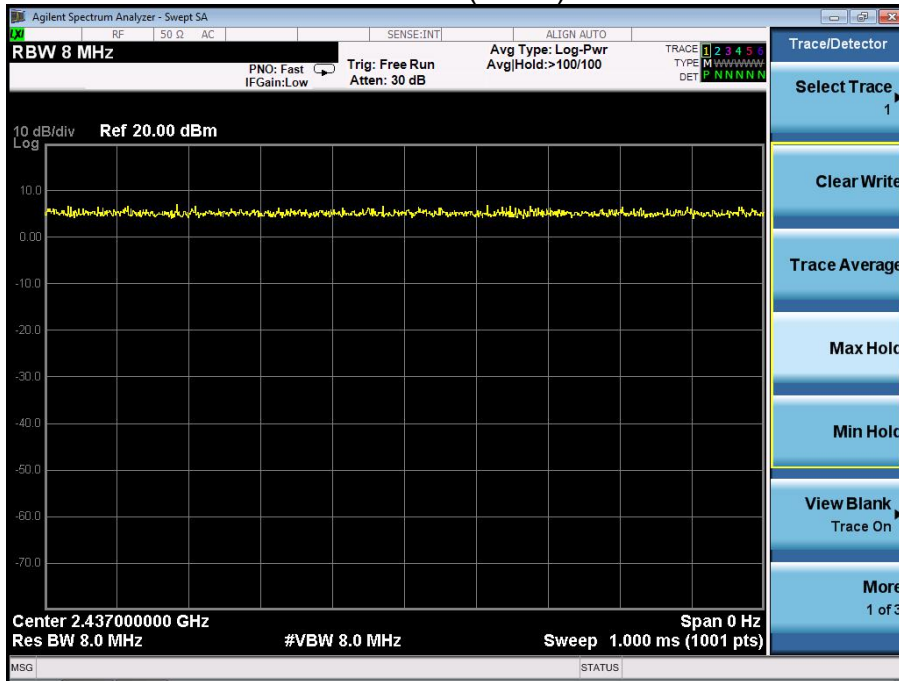 Agilent Spectrum Analyzer - Swept SA
LXI RF 50 Ω AC SENSE:INT ALIGN AUTO
RBW 8 MHz
PNO: Fast
IFGain:Low
Trig: Free Run
Atten: 30 dB
Avg Type: Log-Pwr
Avg|Hold:>100/100
TRACE 1 2 3 4 5 6
TYPE M WWWWW
DET P N N N N N
10 dB/div Ref 20.00 dBm
Log
10.0
0.00
-10.0
-20.0
-30.0
-40.0
-50.0
-60.0
-70.0
Center 2.437000000 GHz Span 0 Hz
Res BW 8.0 MHz #VBW 8.0 MHz Sweep 1.000 ms (1001 pts)
MSG STATUS
Trace/Detector
Select Trace
1
Clear Write
Trace Average
Max Hold
Min Hold
View Blank
Trace On
More
1 of 3